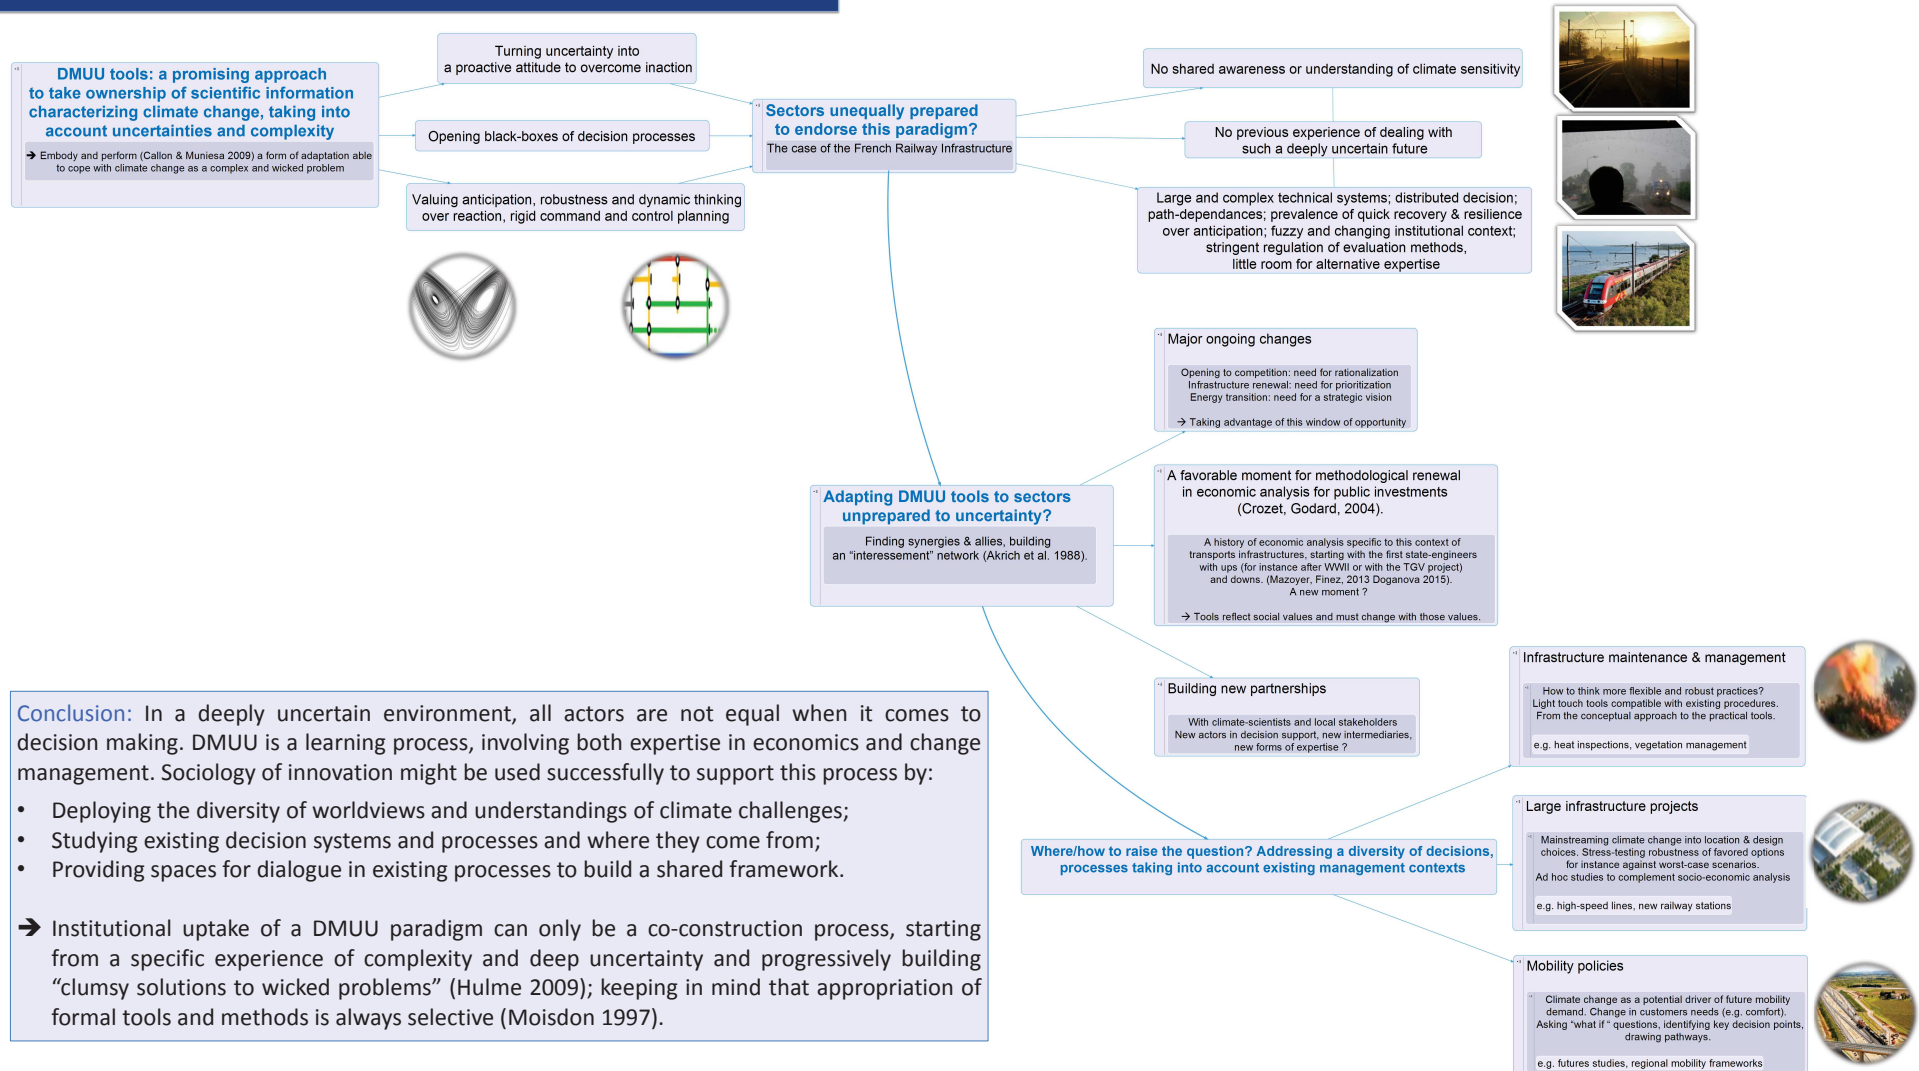 DMUU tools: a promising approach
to take ownership of scientific information
characterizing climate change, taking into
account uncertainties and complexity
➔ Embody and perform (Callon & Muniesa 2009) a form of adaptation able
to cope with climate change as a complex and wicked problem
Turning uncertainty into
a proactive attitude to overcome inaction
Opening black-boxes of decision processes
Valuing anticipation, robustness and dynamic thinking
over reaction, rigid command and control planning
Sectors unequally prepared
to endorse this paradigm?
The case of the French Railway Infrastructure
No shared awareness or understanding of climate sensitivity
No previous experience of dealing with
such a deeply uncertain future
Large and complex technical systems; distributed decision;
path-dependances; prevalence of quick recovery & resilience
over anticipation; fuzzy and changing institutional context;
stringent regulation of evaluation methods,
little room for alternative expertise
Adapting DMUU tools to sectors
unprepared to uncertainty?
Finding synergies & allies, building
an “interessement” network (Akrich et al. 1988).
Major ongoing changes
Opening to competition: need for rationalization
Infrastructure renewal: need for prioritization
Energy transition: need for a strategic vision
→ Taking advantage of this window of opportunity
A favorable moment for methodological renewal
in economic analysis for public investments
(Crozet, Godard, 2004).
A history of economic analysis specific to this context of
transports infrastructures, starting with the first state-engineers
with ups (for instance after WWII or with the TGV project)
and downs. (Mazoyer, Finez, 2013 Doganova 2015).
A new moment ?
→ Tools reflect social values and must change with those values.
Building new partnerships
With climate-scientists and local stakeholders
New actors in decision support, new intermediaries,
new forms of expertise ?
Where/how to raise the question? Addressing a diversity of decisions,
processes taking into account existing management contexts
Infrastructure maintenance & management
How to think more flexible and robust practices?
Light touch tools compatible with existing procedures.
From the conceptual approach to the practical tools.
e.g. heat inspections, vegetation management
Large infrastructure projects
Mainstreaming climate change into location & design
choices. Stress-testing robustness of favored options
for instance against worst-case scenarios.
Ad hoc studies to complement socio-economic analysis
e.g. high-speed lines, new railway stations
Mobility policies
Climate change as a potential driver of future mobility
demand. Change in customers needs (e.g. comfort).
Asking “what if “ questions, identifying key decision points,
drawing pathways.
e.g. futures studies, regional mobility frameworks
Conclusion: In a deeply uncertain environment, all actors are not equal when it comes to
decision making. DMUU is a learning process, involving both expertise in economics and change
management. Sociology of innovation might be used successfully to support this process by:
• Deploying the diversity of worldviews and understandings of climate challenges;
• Studying existing decision systems and processes and where they come from;
• Providing spaces for dialogue in existing processes to build a shared framework.
➔ Institutional uptake of a DMUU paradigm can only be a co-construction process, starting
from a specific experience of complexity and deep uncertainty and progressively building
“clumsy solutions to wicked problems” (Hulme 2009); keeping in mind that appropriation of
formal tools and methods is always selective (Moisdon 1997).